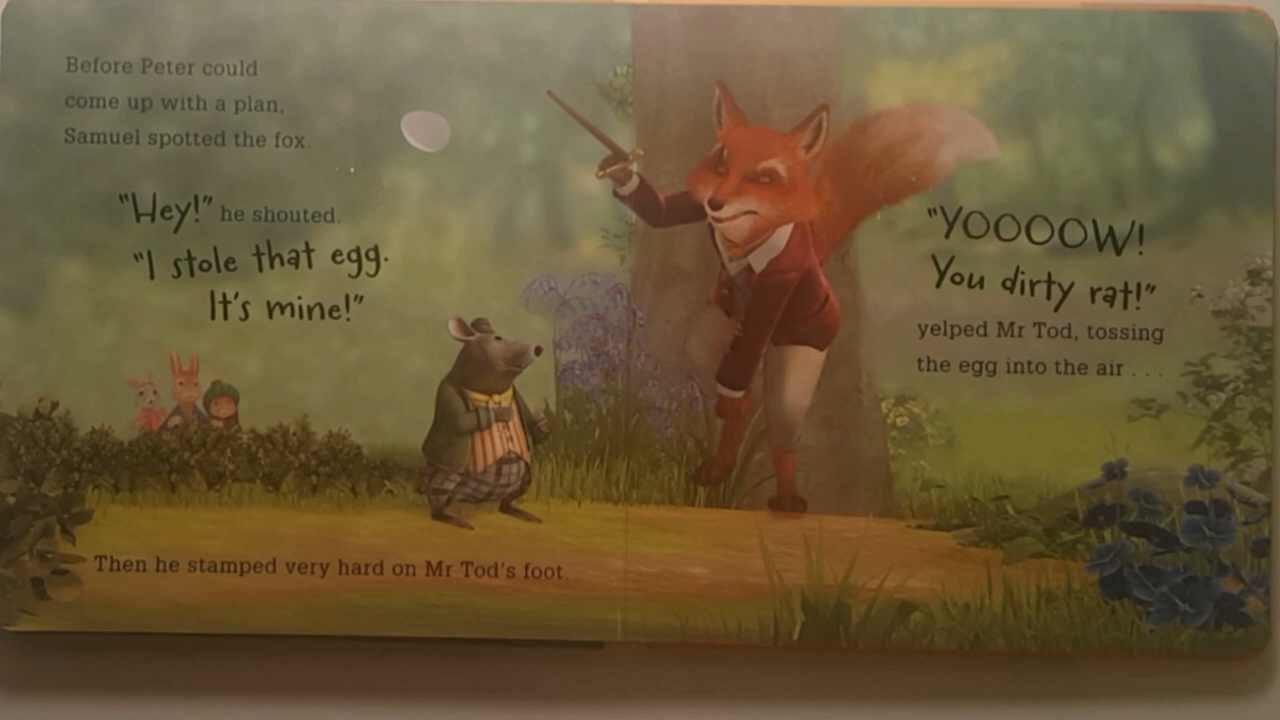 Before Peter could
come up with a plan,
Samuel spotted the fox.
"Hey!" he shouted.
"I stole that egg.
It's mine!"
Then he stamped very hard on Mr Tod's foot.
"YOOOOW!
You dirty rat!"
yelped Mr Tod, tossing
the egg into the air . . .